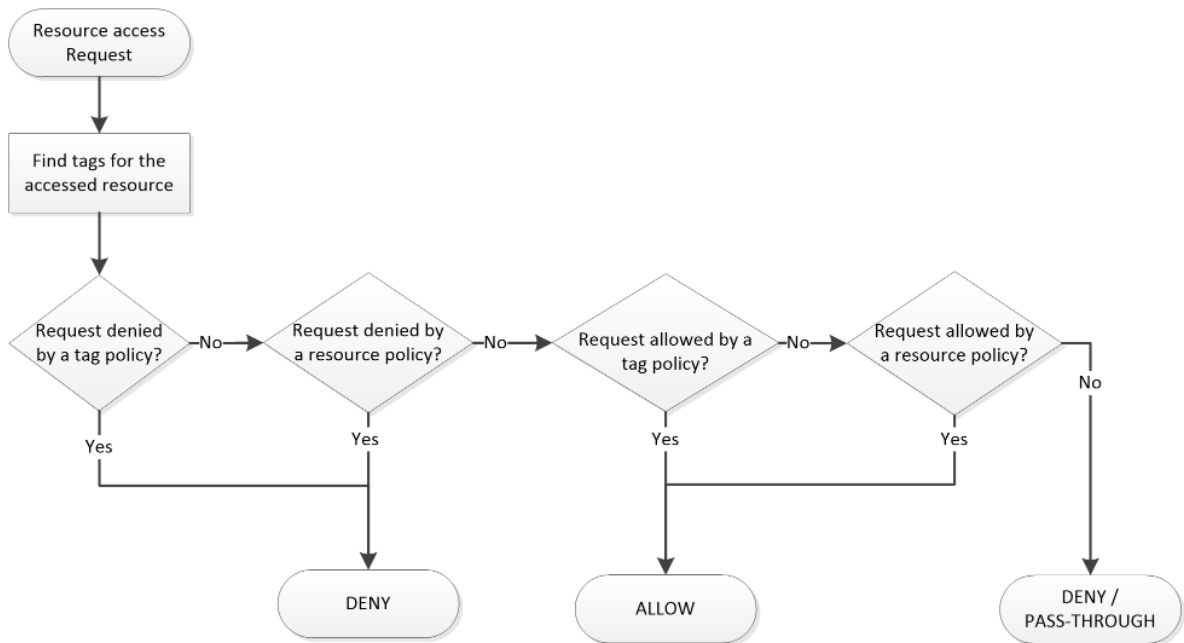 Resource access
Request
Find tags for the
accessed resource
Request denied
by a tag policy?
No
Request denied by
a resource policy?
No
Request allowed by a
tag policy?
No
Request allowed by
a resource policy?
No
Yes
Yes
Yes
Yes
DENY
ALLOW
DENY /
PASS-THROUGH